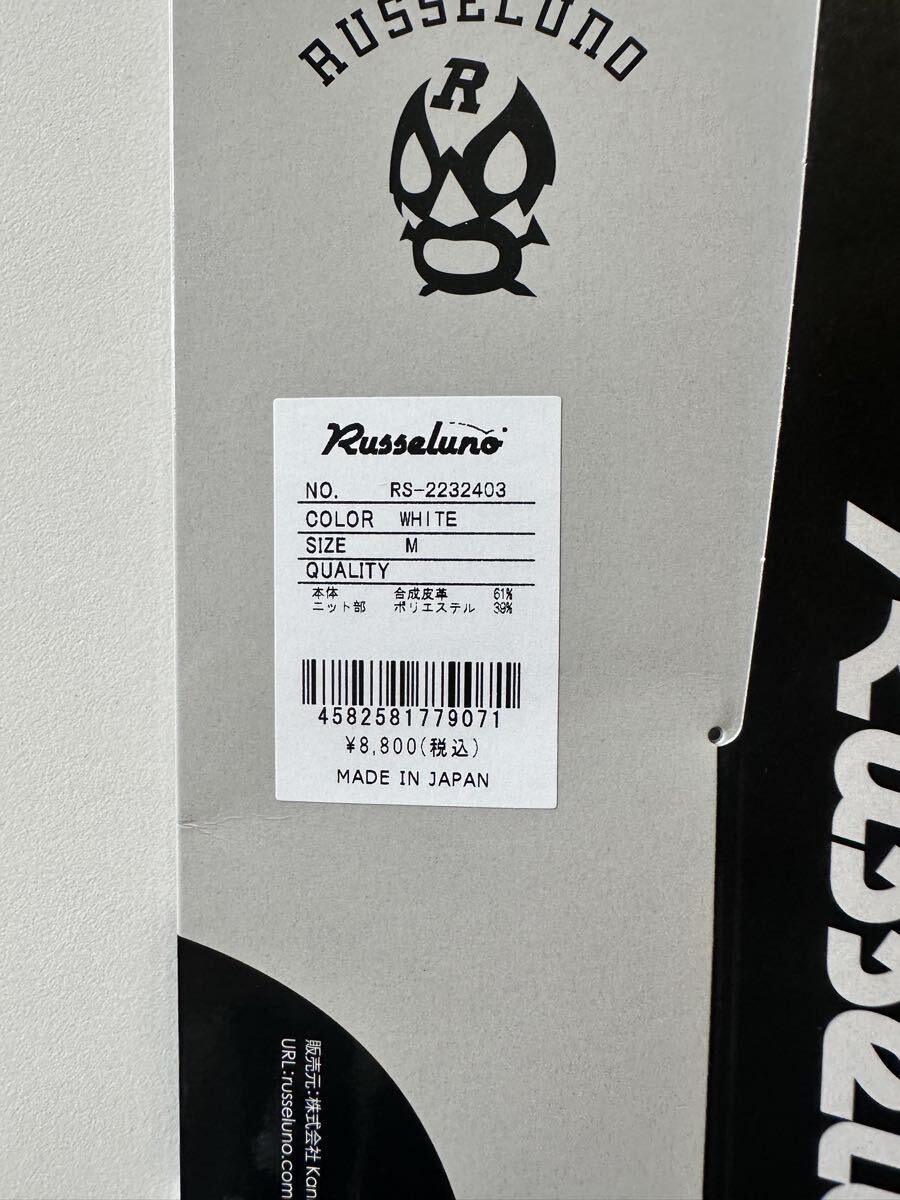 RUSSELUNO
R
Russeluno
NO. RS-2232403
COLOR WHITE
SIZE M
QUALITY
本体 合成皮革 61%
ニット部 ポリエステル 39%
4582581779071
¥8,800(税込)
MADE IN JAPAN
販売元:株式会社 Kan
URL:russeluno.com
Russelu